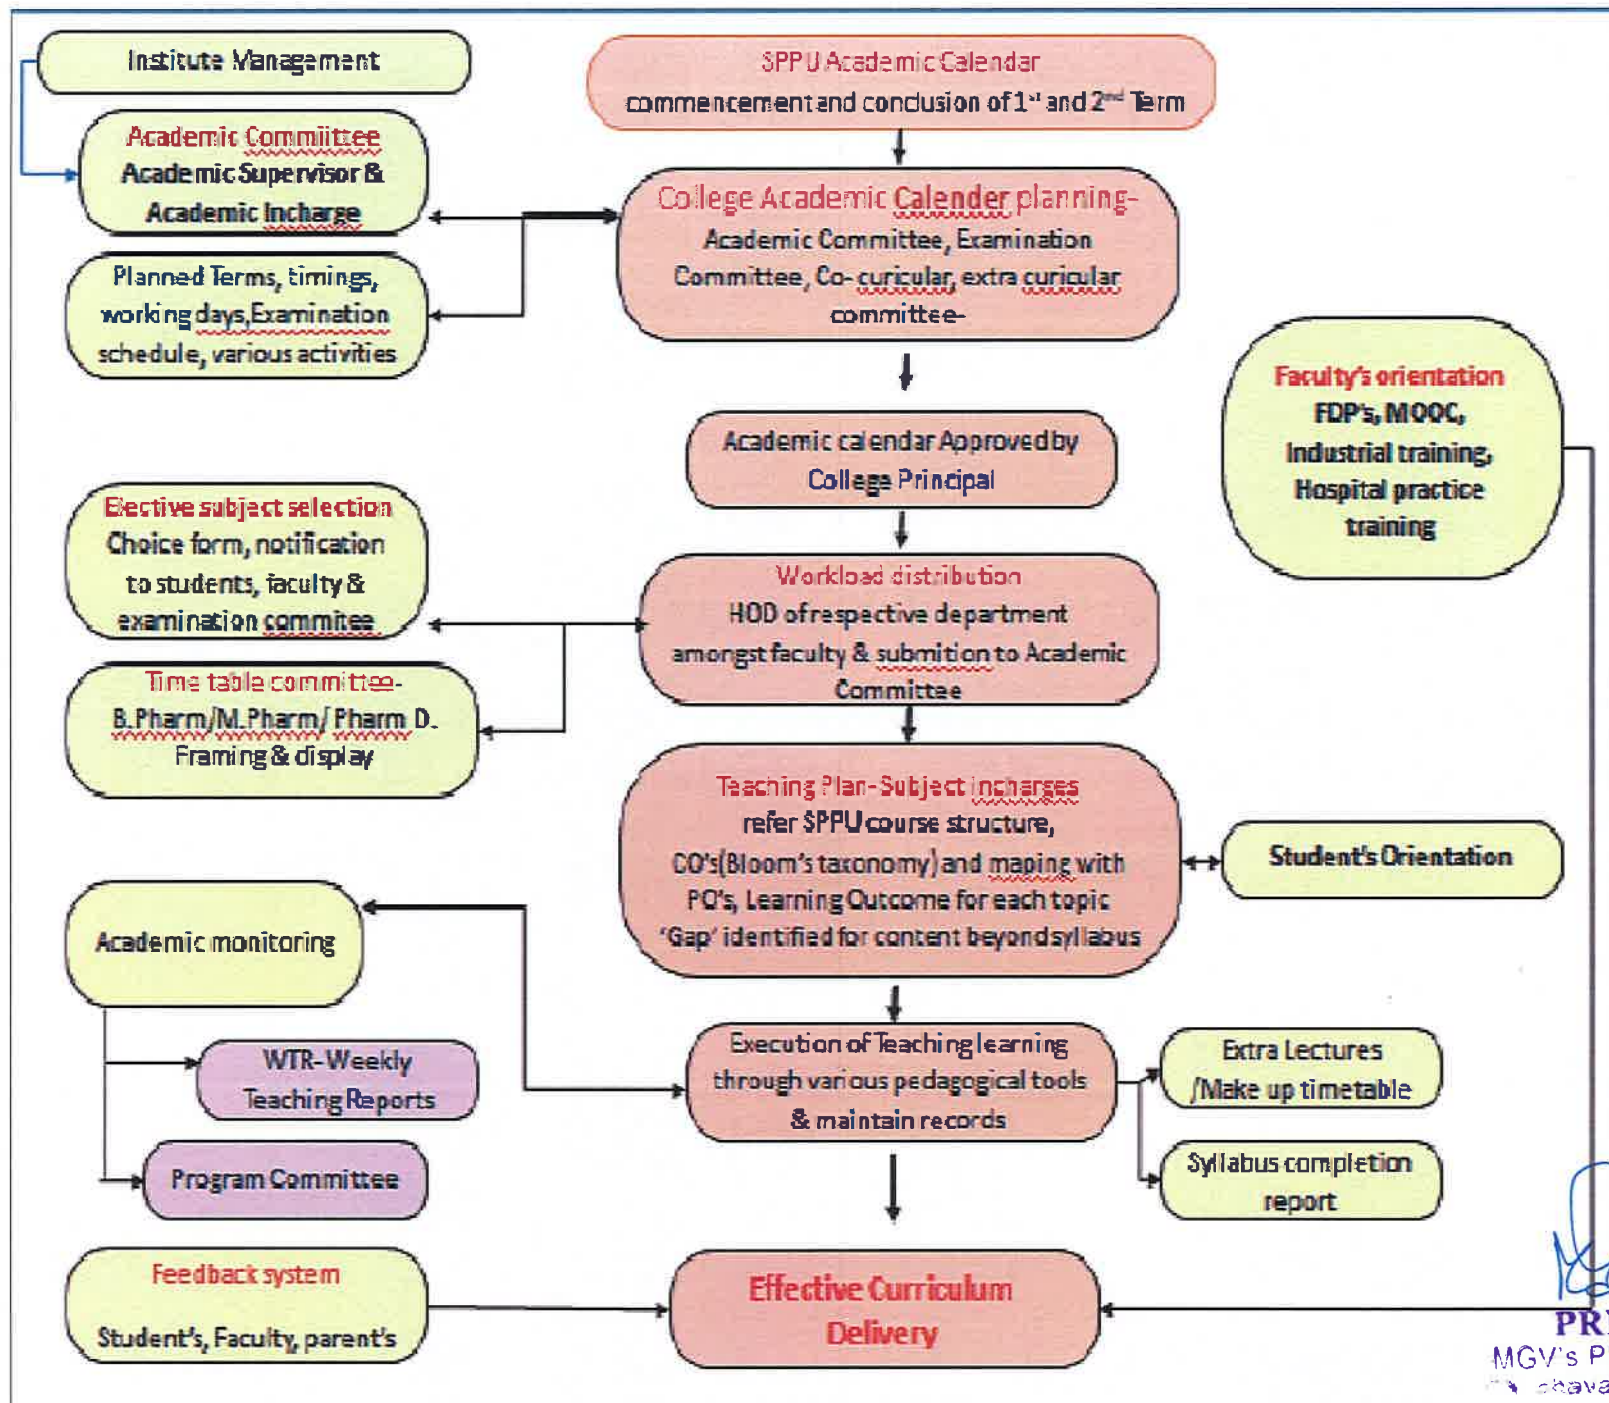 Institute Management
SPPU Academic Calendar
commencement and conclusion of 1st and 2nd Term
Academic Commiittee
Academic Supervisor &
Academic Incharge
College Academic Calender planning-
Academic Committee, Examination
Committee, Co- curicular, extra curicular
committee-
Planned Terms, timings,
working days,Examination
schedule, various activities
Faculty's orientation
FDP's, MOOC,
Industrial training,
Hospital practice
training
Academic calendar Approved by
College Principal
Elective subject selection
Choice form, notification
to students, faculty &
examination commitee
Workload distribution
HOD of respective department
amongst faculty & submition to Academic
Committee
Time table committee-
B.Pharm/M.Pharm/ Pharm D.
Framing & display
Teaching Plan- Subject incharges
refer SPPU course structure,
CO's(Bloom's taxonomy) and maping with
PO's, Learning Outcome for each topic
'Gap' identified for content beyond syllabus
Student's Orientation
Academic monitoring
WTR- Weekly
Teaching Reports
Program Committee
Execution of Teaching learning
through various pedagogical tools
& maintain records
Extra Lectures
/Make up timetable
Syllabus completion
report
Feedback system
Student's, Faculty, parent's
Effective Curriculum
Delivery
MGV's